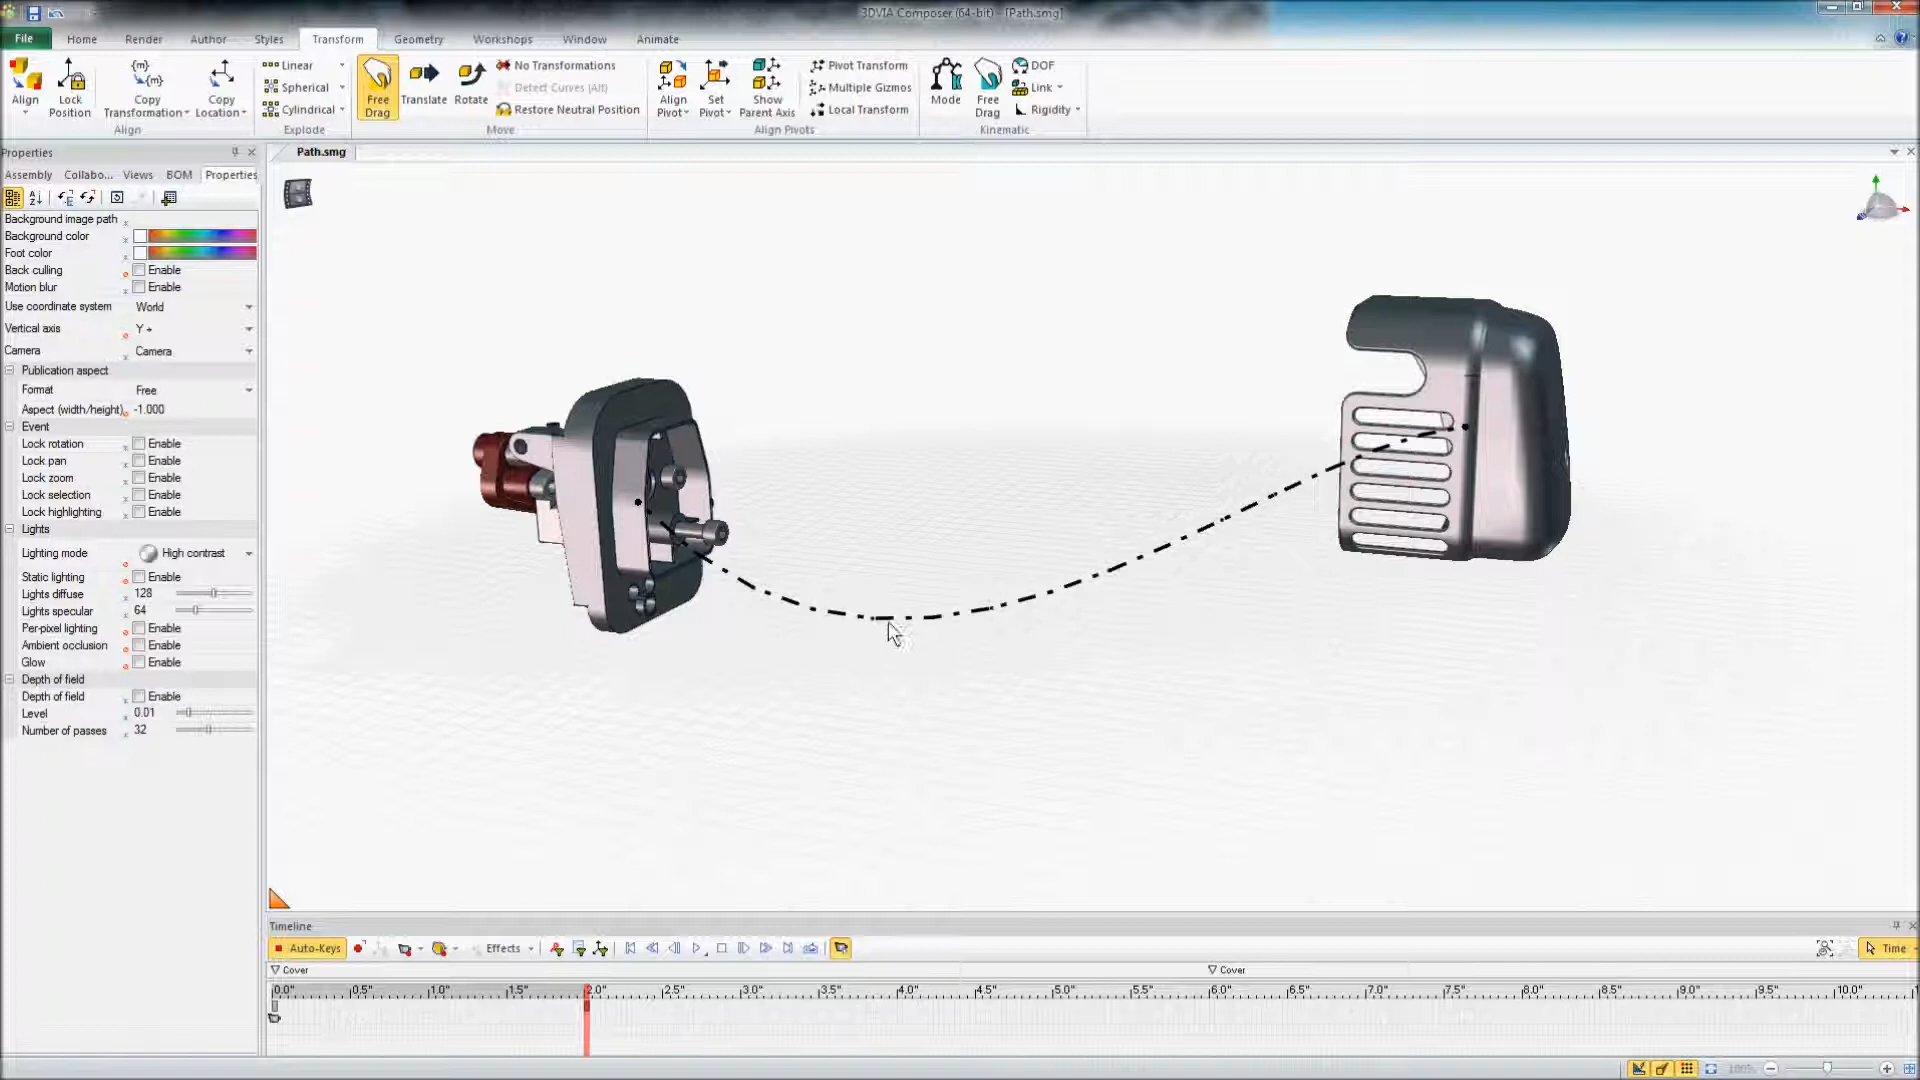 3DVIA Composer (64-bit) - [Path.smg]
File Home Render Author Styles Transform Geometry Workshops Window Animate
Align
Lock Position
Copy Transformation
Copy Location
Align
Linear
Spherical
Cylindrical
Explode
Free Drag
Translate
Rotate
No Transformations
Detect Curves (Alt)
Restore Neutral Position
Move
Align Pivot
Set Pivot
Show Parent Axis
Pivot Transform
Multiple Gizmos
Local Transform
Align Pivots
Mode
Free Drag
DOF
Link
Rigidity
Kinematic
Properties
Path.smg
Assembly Collabo... Views BOM Properties
Background image path
Background color
Foot color
Back culling Enable
Motion blur Enable
Use coordinate system World
Vertical axis Y +
Camera Camera
Publication aspect
Format Free
Aspect (width/height) -1.000
Event
Lock rotation Enable
Lock pan Enable
Lock zoom Enable
Lock selection Enable
Lock highlighting Enable
Lights
Lighting mode High contrast
Static lighting Enable
Lights diffuse 128
Lights specular 64
Per-pixel lighting Enable
Ambient occlusion Enable
Glow Enable
Depth of field
Depth of field Enable
Level 0.01
Number of passes 32
Timeline
Auto-Keys Effects Time
Cover Cover
0.0" 0.5" 1.0" 1.5" 2.0" 2.5" 3.0" 3.5" 4.0" 4.5" 5.0" 5.5" 6.0" 6.5" 7.0" 7.5" 8.0" 8.5" 9.0" 9.5" 10.0"
100%